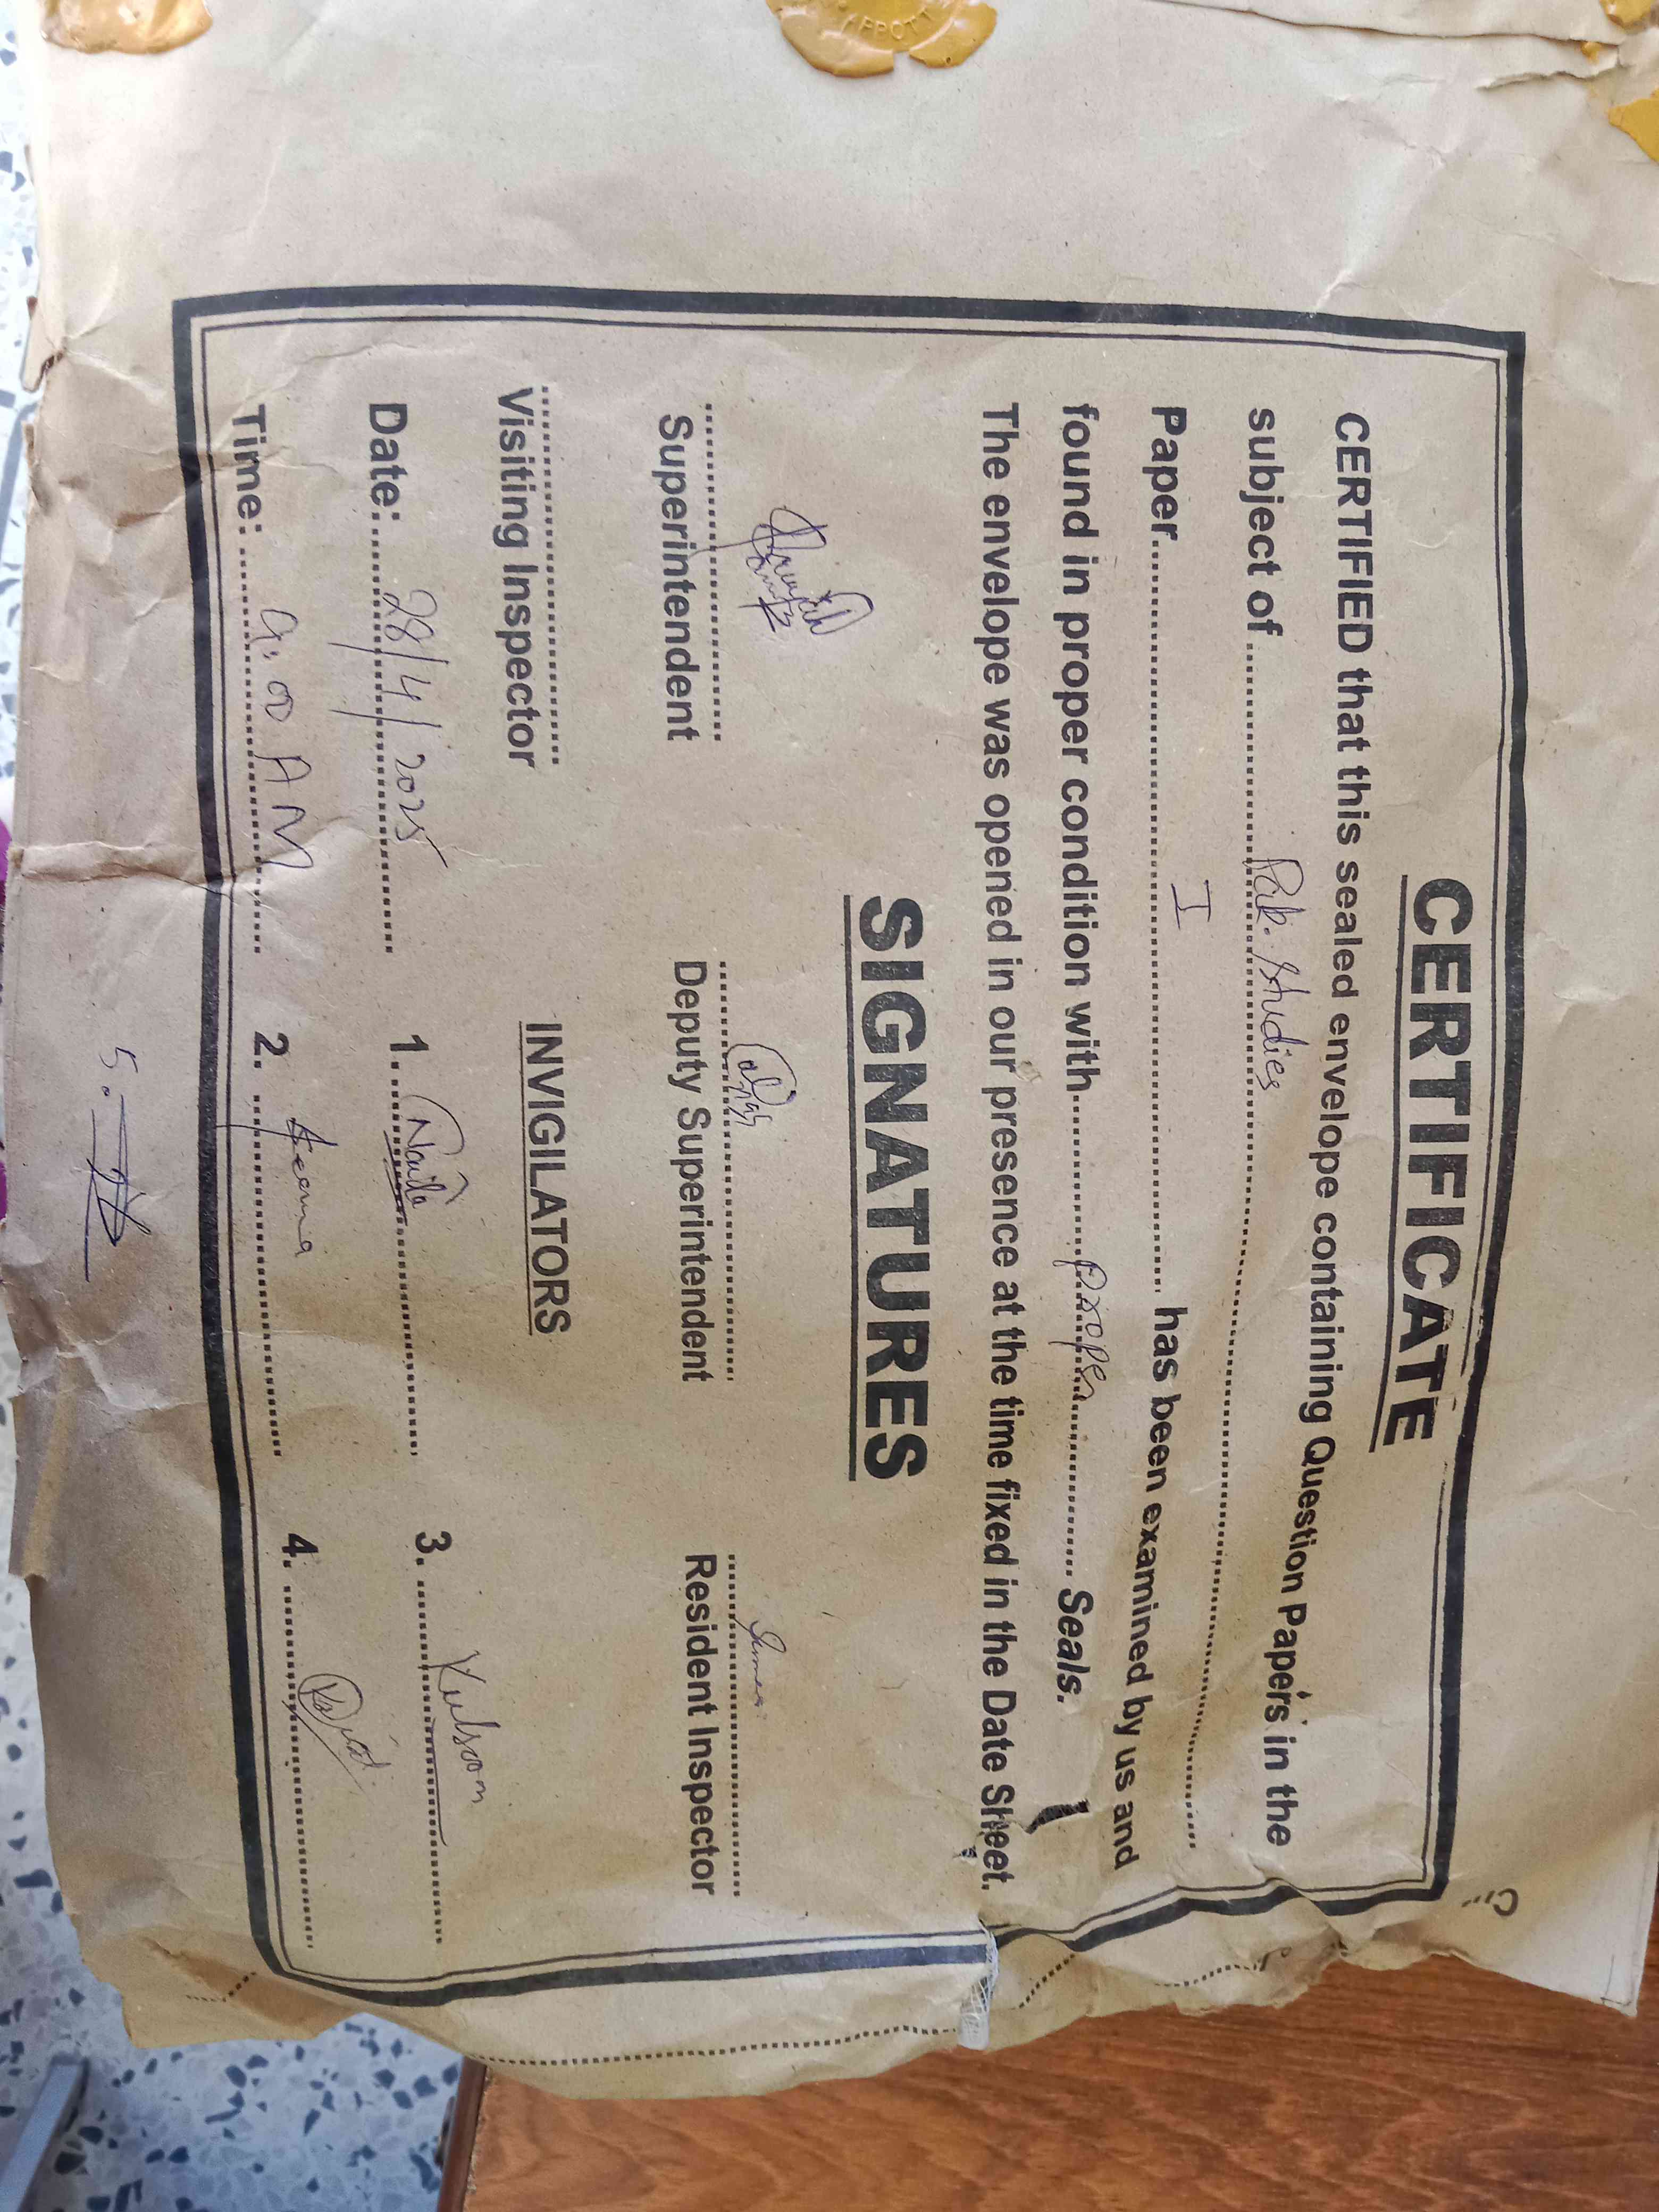 ABBOTT
CERTIFICATE
CERTIFIED that this sealed envelope containing Question Papers in the
subject of ........ Pak. Studies ........
Paper........ I ........ has been examined by us and
found in proper condition with........ proper ........ Seals.
The envelope was opened in our presence at the time fixed in the Date Sheet.
SIGNATURES
Superintendent Deputy Superintendent Resident Inspector
Visiting Inspector
INVIGILATORS
Date:........ 28/4/2025 1. Naila 3. Kulsoom
Time: ........ 9:00 AM 2. 4.
5.